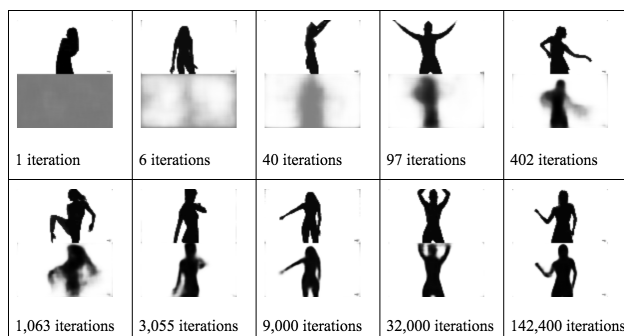 1 iteration
6 iterations
40 iterations
97 iterations
402 iterations
1,063 iterations
3,055 iterations
9,000 iterations
32,000 iterations
142,400 iterations